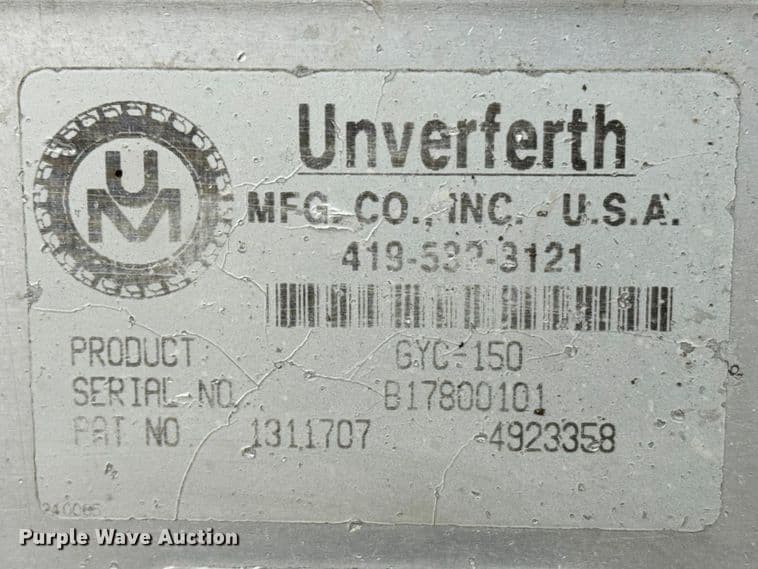 UM
Unverferth
MFG. CO., INC. - U.S.A.
419-532-3121
PRODUCT GYC-150
SERIAL NO. B17800101
PAT NO 1311707 4923358
Purple Wave Auction